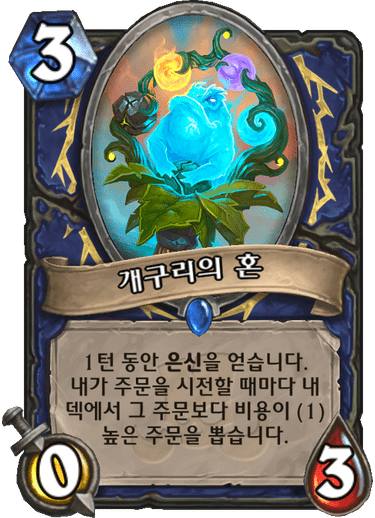 3
개구리의 혼
1턴 동안 은신을 얻습니다.
내가 주문을 시전할 때마다 내
덱에서 그 주문보다 비용이 (1)
높은 주문을 뽑습니다.
0
3